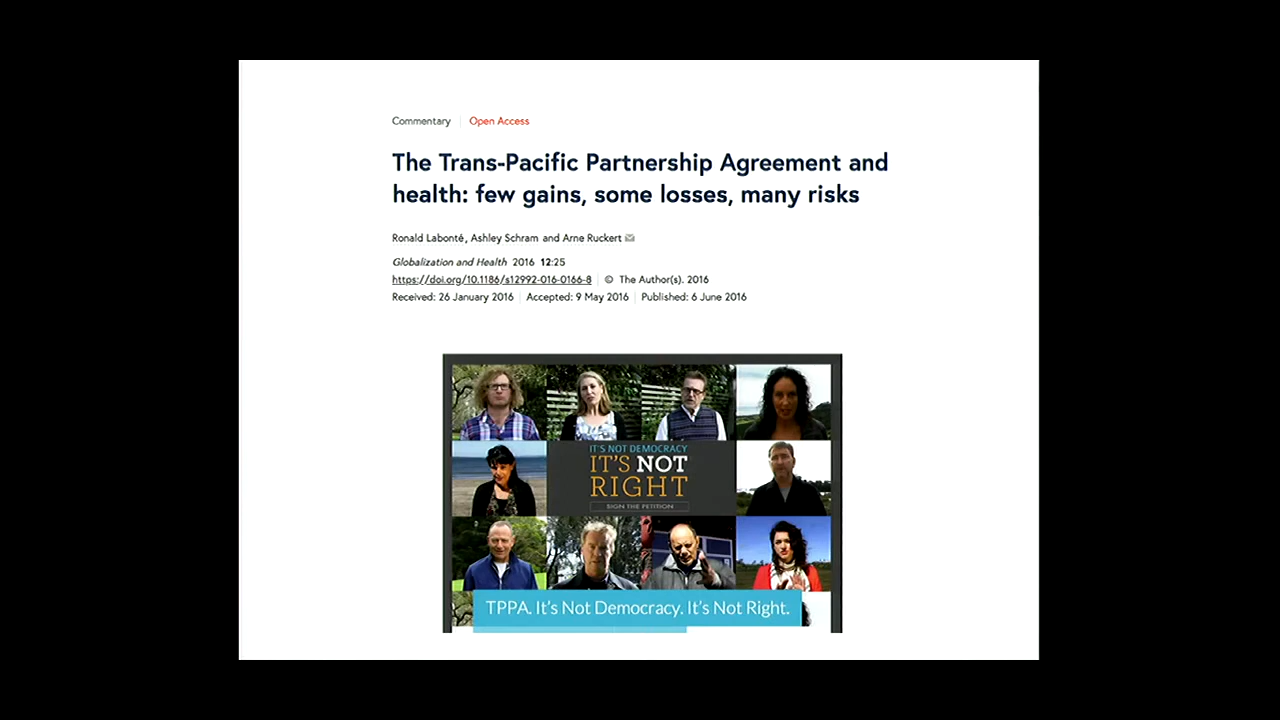 Commentary | Open Access
The Trans-Pacific Partnership Agreement and
health: few gains, some losses, many risks
Ronald Labonté, Ashley Schram and Arne Ruckert
Globalization and Health 2016 12:25
https://doi.org/10.1186/s12992-016-0166-8 | © The Author(s). 2016
Received: 26 January 2016 | Accepted: 9 May 2016 | Published: 6 June 2016
IT'S NOT DEMOCRACY
IT'S NOT
RIGHT
SIGN THE PETITION
TPPA. It's Not Democracy. It's Not Right.